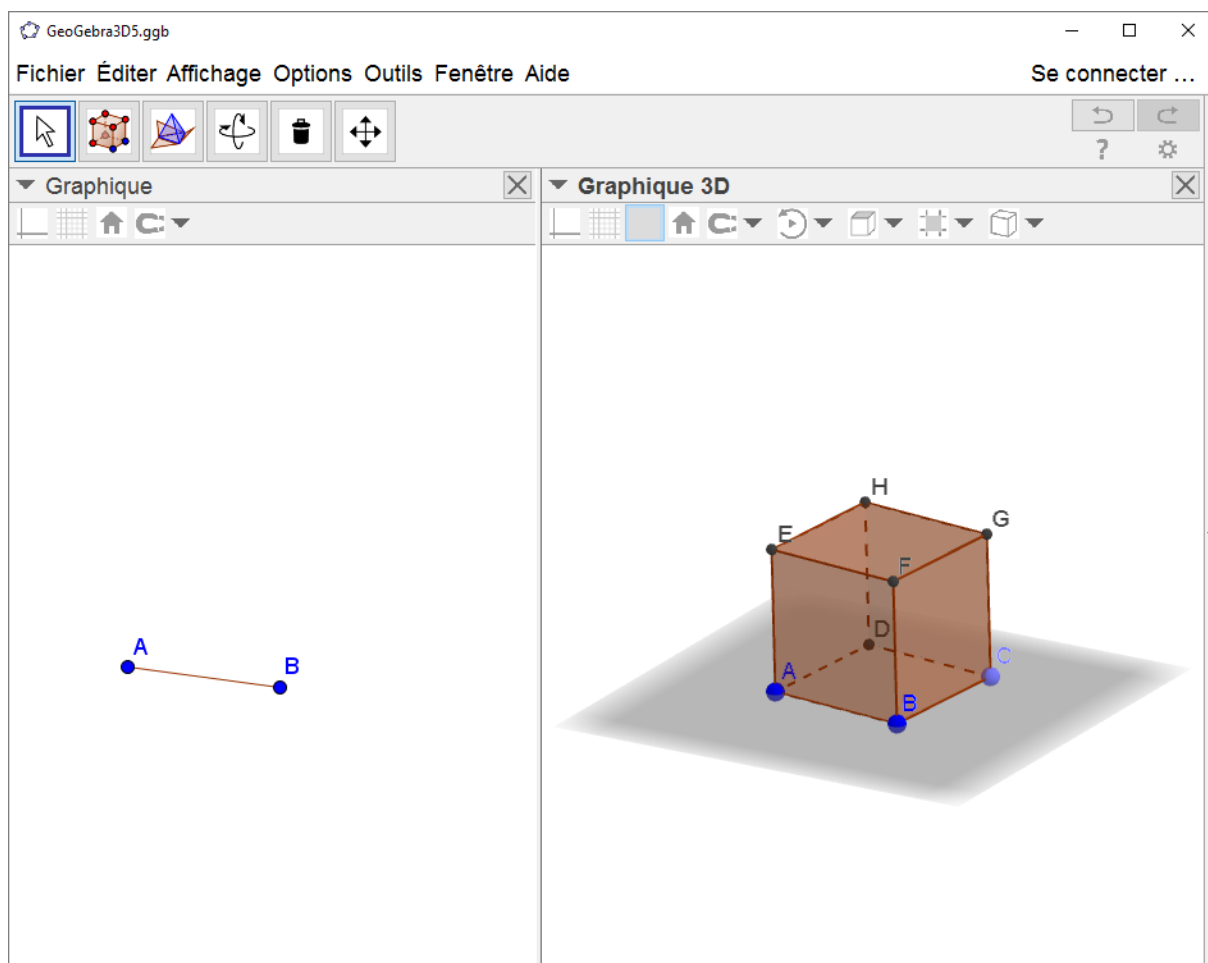 GeoGebra3D5.ggb
Fichier Éditer Affichage Options Outils Fenêtre Aide
Se connecter ...
?
Graphique
Graphique 3D
A
B
H
G
E
F
D
C
A
B